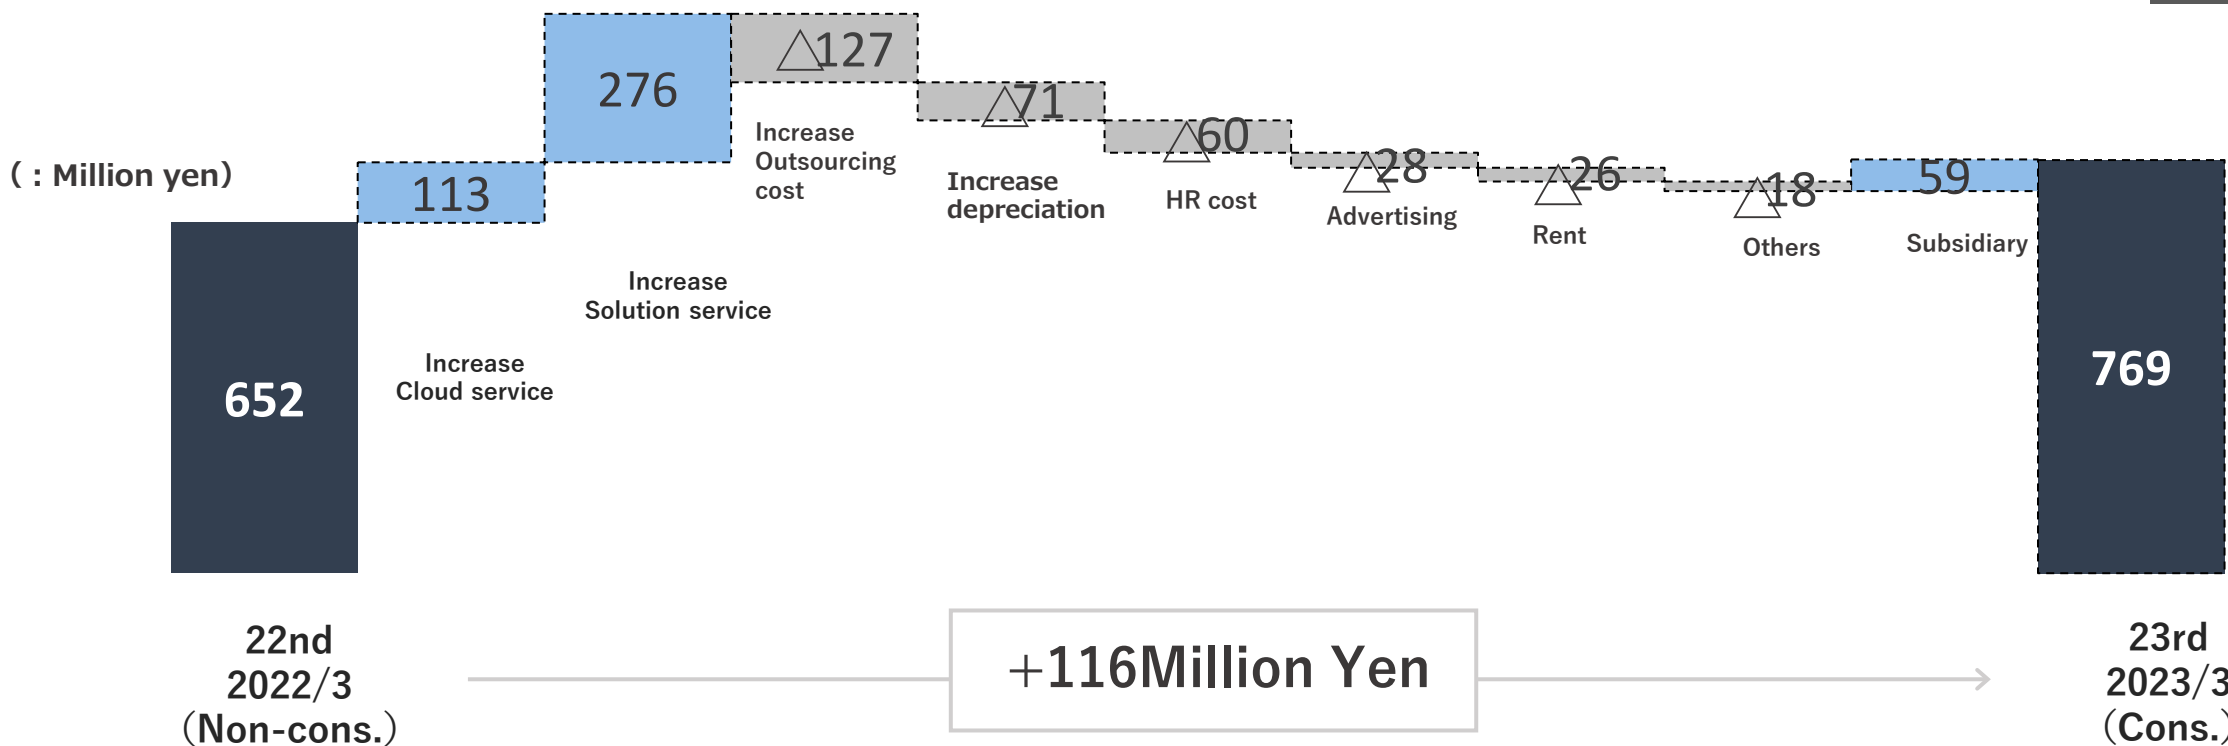 △127
276
△71
Increase
Outsourcing
cost
△60
( : Million yen)
113
Increase
depreciation
HR cost
△28
Advertising
△26
Rent
△18
Others
59
Subsidiary
Increase
Solution service
Increase
Cloud service
652
769
22nd
2022/3
(Non-cons.)
+116Million Yen
23rd
2023/3
(Cons.)